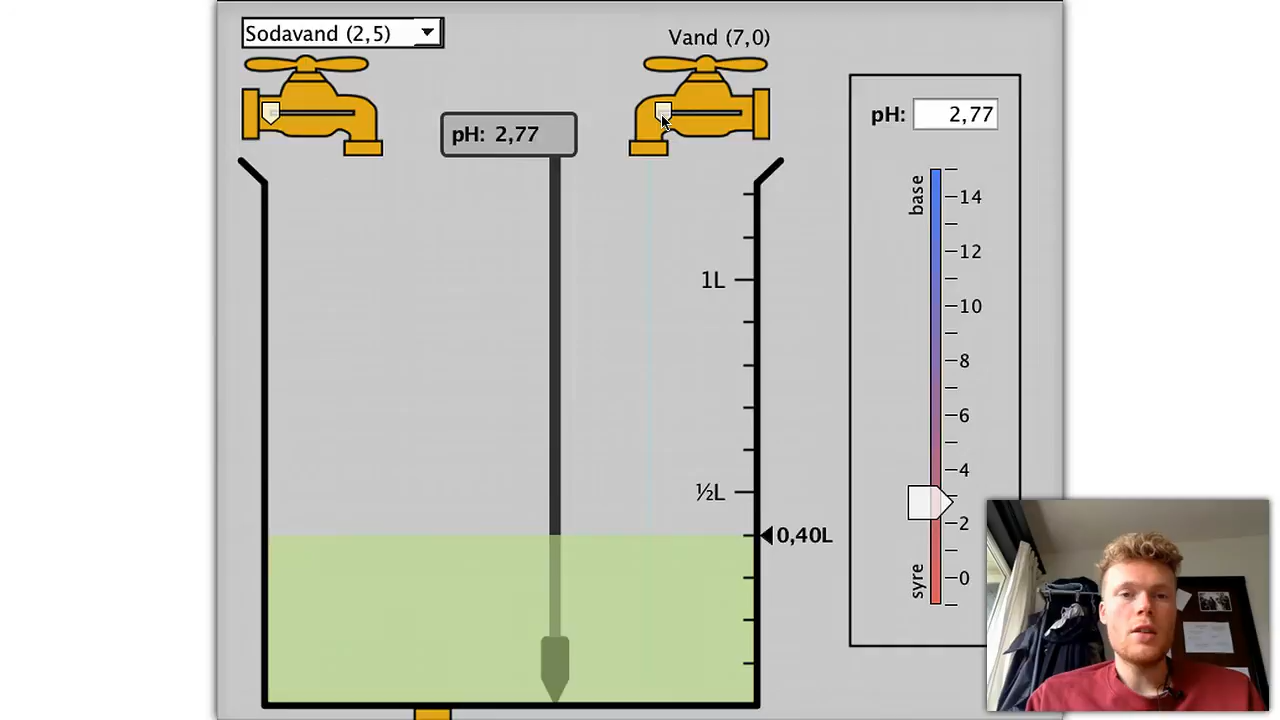 Sodavand (2,5)
Vand (7,0)
pH: 2,77
pH: 2,77
base
14
12
10
8
6
4
2
0
syre
1L
½L
0,40L